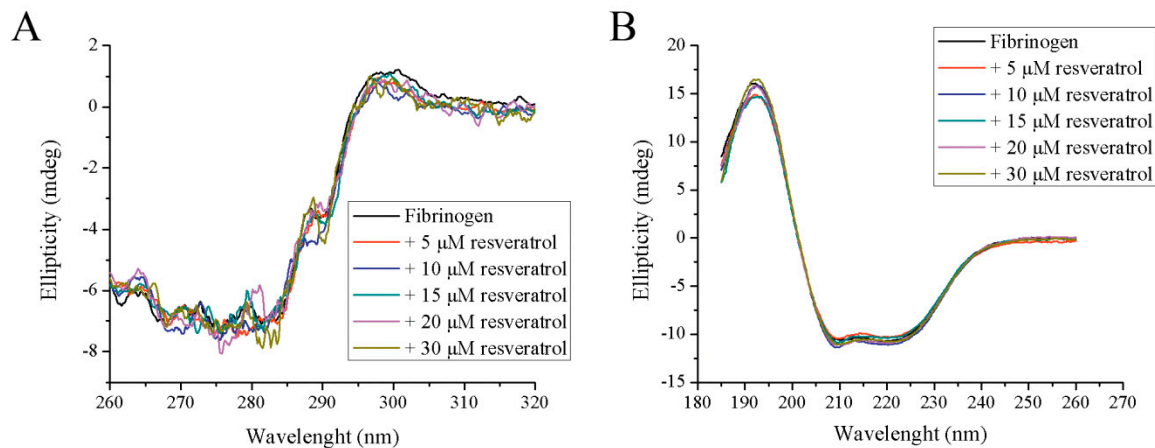 A
2
0
-2
-4
-6
-8
260 270 280 290 300 310 320
Ellipticity (mdeg)
Wavelenght (nm)
Fibrinogen
+ 5 μM resveratrol
+ 10 μM resveratrol
+ 15 μM resveratrol
+ 20 μM resveratrol
+ 30 μM resveratrol
B
20
15
10
5
0
-5
-10
-15
180 190 200 210 220 230 240 250 260 270
Ellipticity (mdeg)
Wavelenght (nm)
Fibrinogen
+ 5 μM resveratrol
+ 10 μM resveratrol
+ 15 μM resveratrol
+ 20 μM resveratrol
+ 30 μM resveratrol